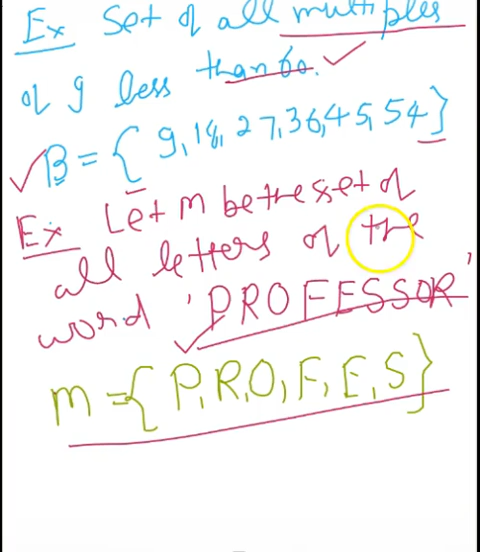 Ex Set of all multiples
of 9 less than 60.
B = { 9, 18, 27, 36, 45, 54 }
Ex Let M be the set of
all letters of the
word 'PROFESSOR'
M = { P, R, O, F, E, S }